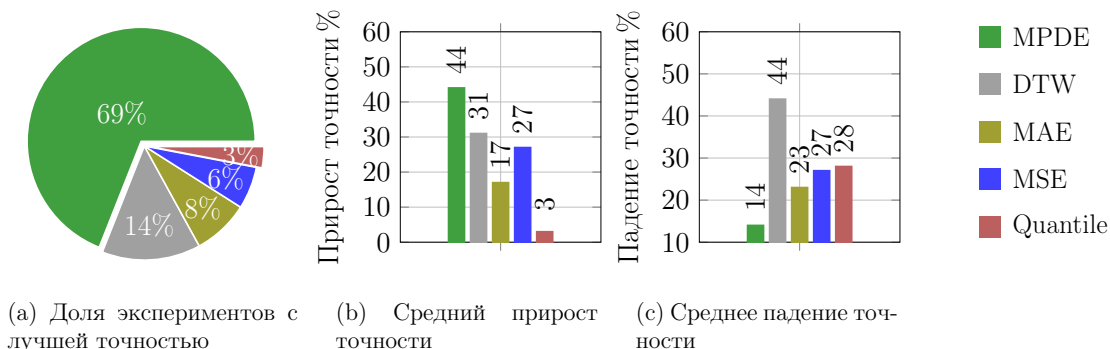 69%
14%
8%
6%
3%
(a) Доля экспериментов с
лучшей точностью
Прирост точности %
60
50
40
30
20
10
0
44
31
17
27
3
(b) Средний прирост
точности
Падение точности %
60
50
40
30
20
10
14
44
23
27
28
(c) Среднее падение точ-
ности
MPDE
DTW
MAE
MSE
Quantile